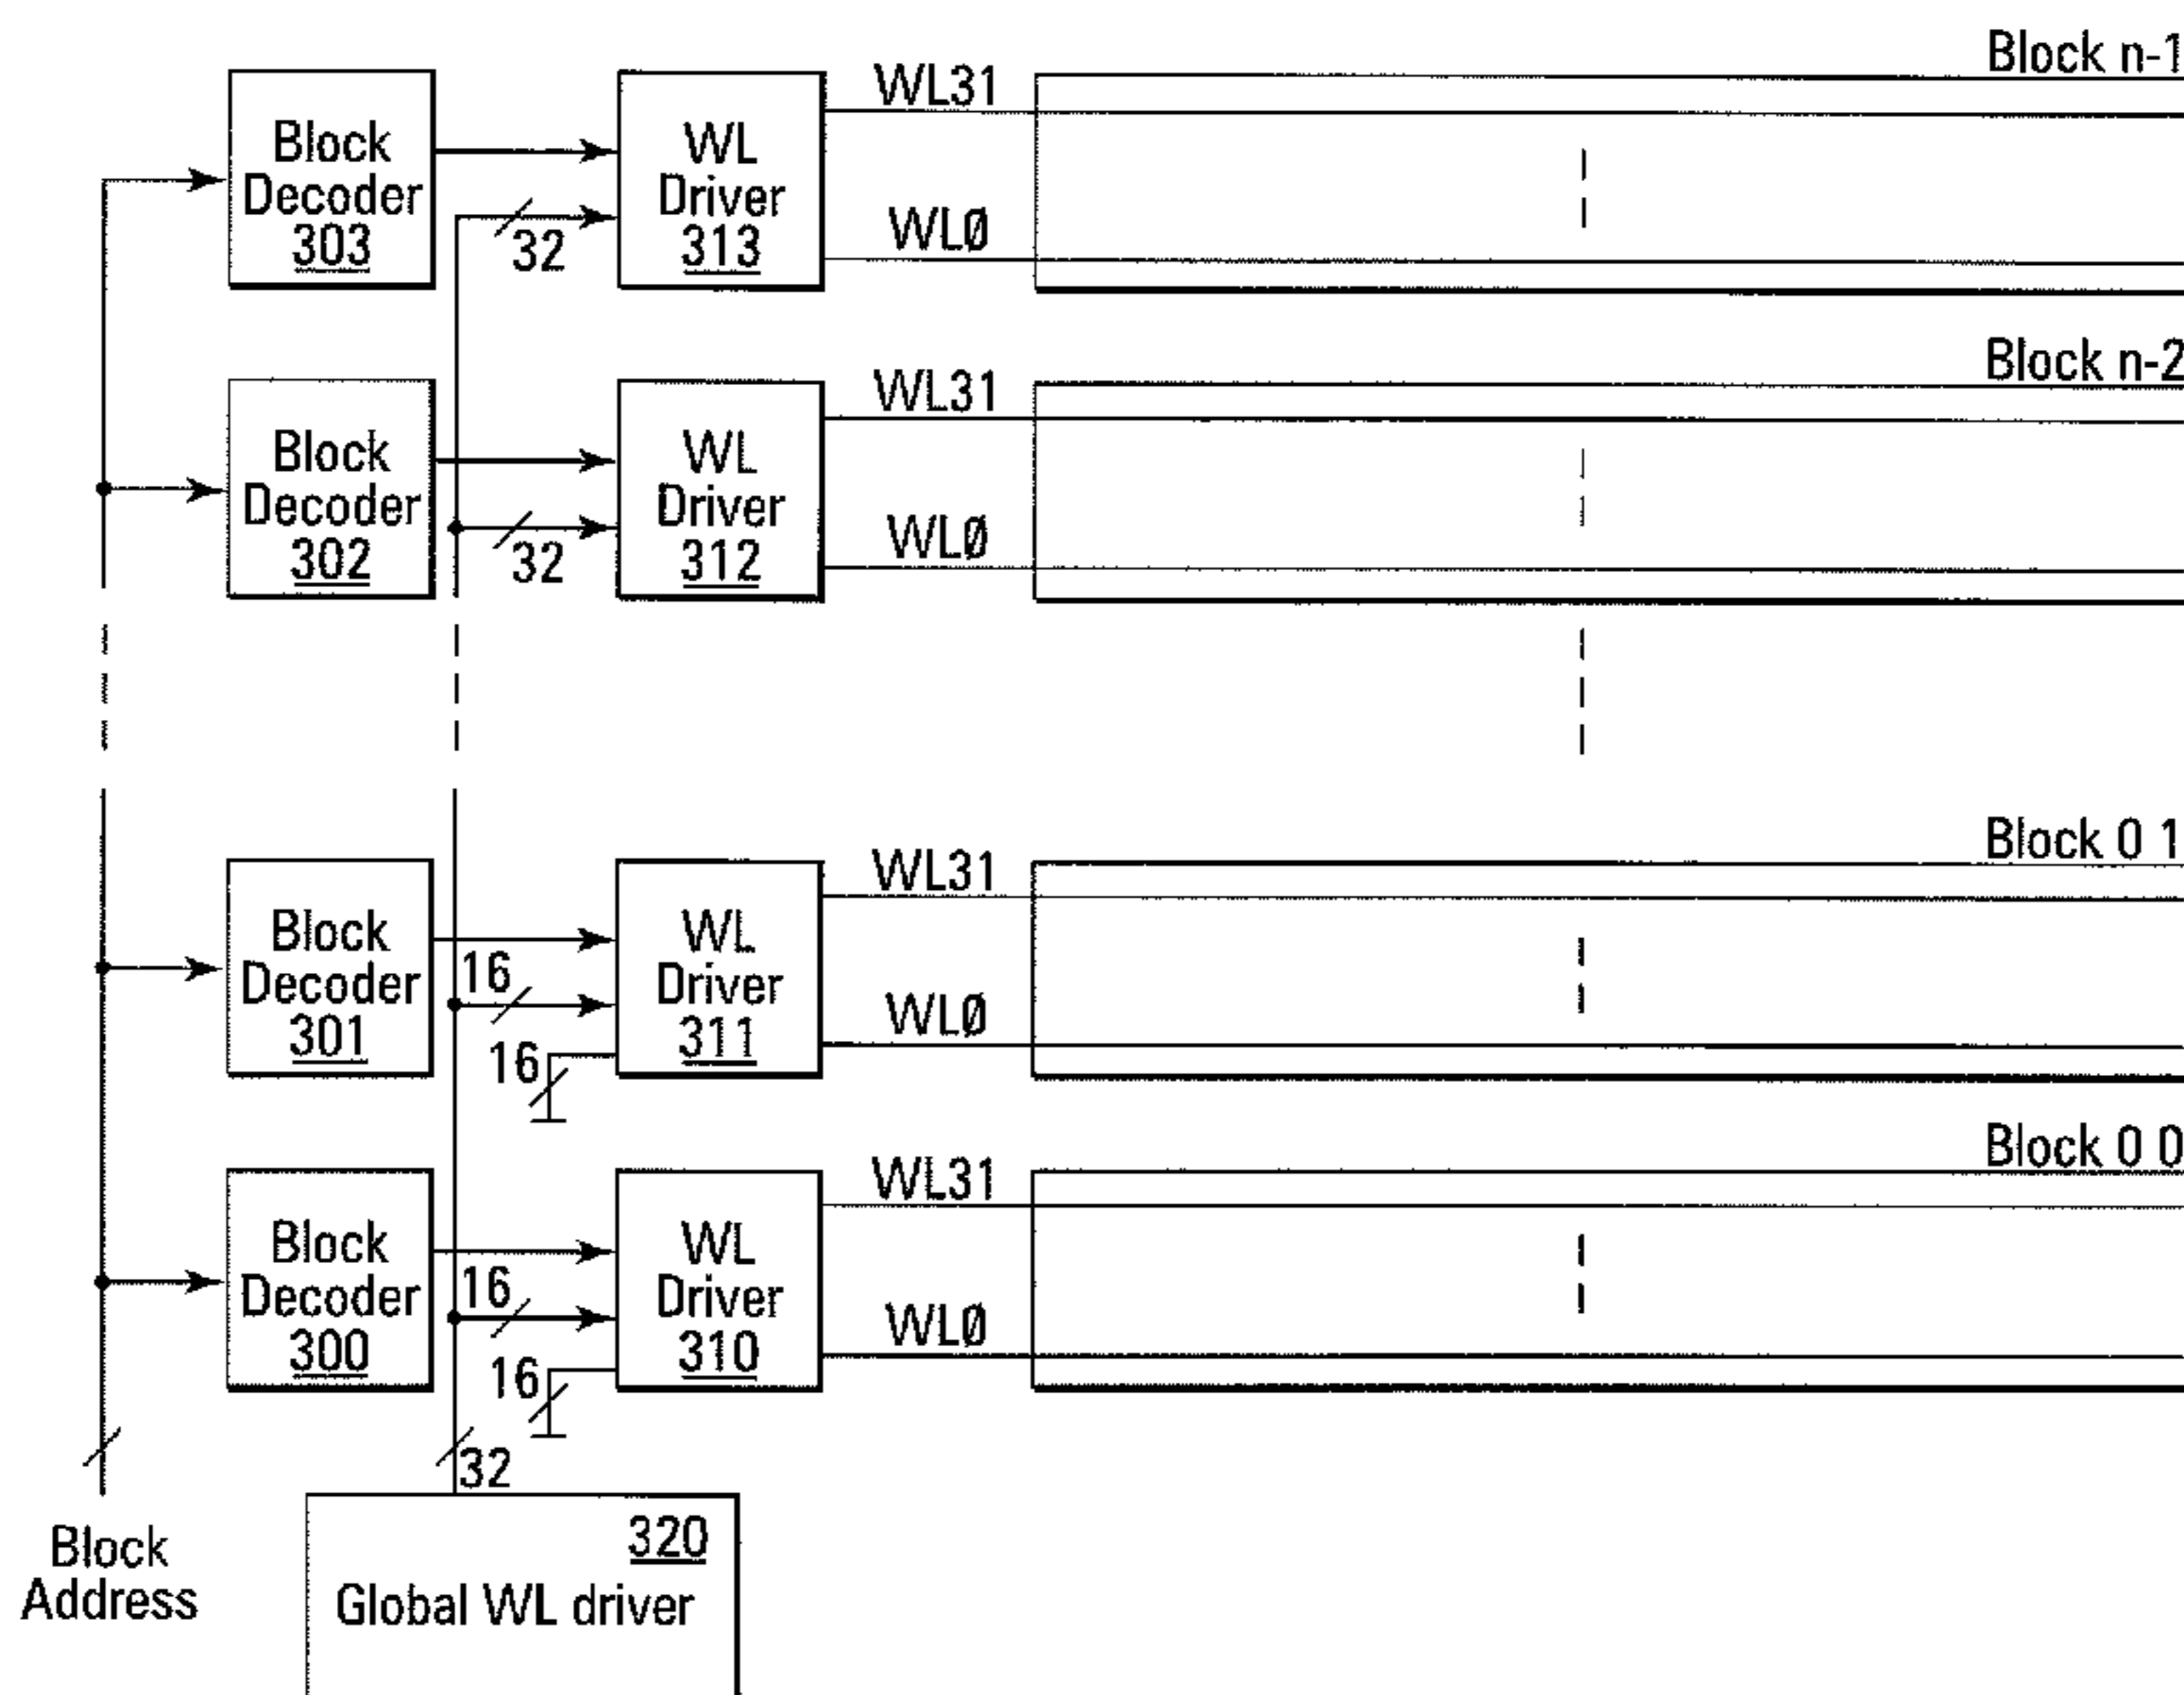 Block n-1
WL31
Block
Decoder
303
WL
Driver
313
32
WLØ
Block n-2
WL31
Block
Decoder
302
WL
Driver
312
32
WLØ
Block 0 1
WL31
Block
Decoder
301
16
WL
Driver
311
16
WLØ
Block 0 0
WL31
Block
Decoder
300
16
WL
Driver
310
16
WLØ
32
Block
Address
320
Global WL driver